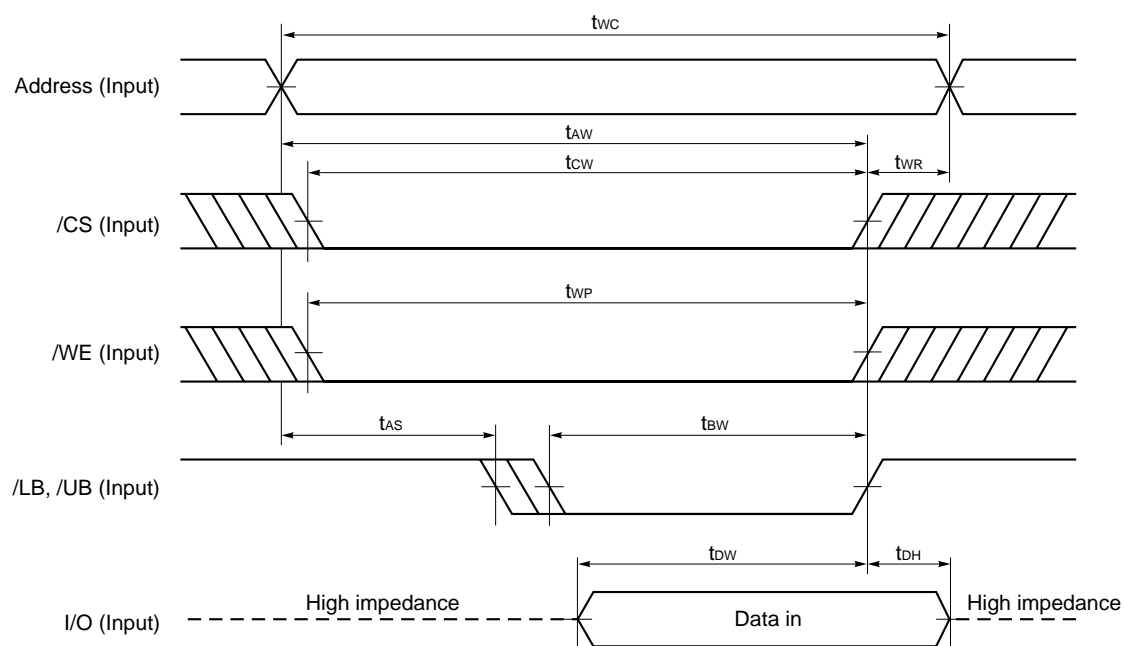 tWC
Address (Input)
tAW
tCW
tWR
/CS (Input)
tWP
/WE (Input)
tAS
tBW
/LB, /UB (Input)
tDW
tDH
High impedance
Data in
High impedance
I/O (Input)